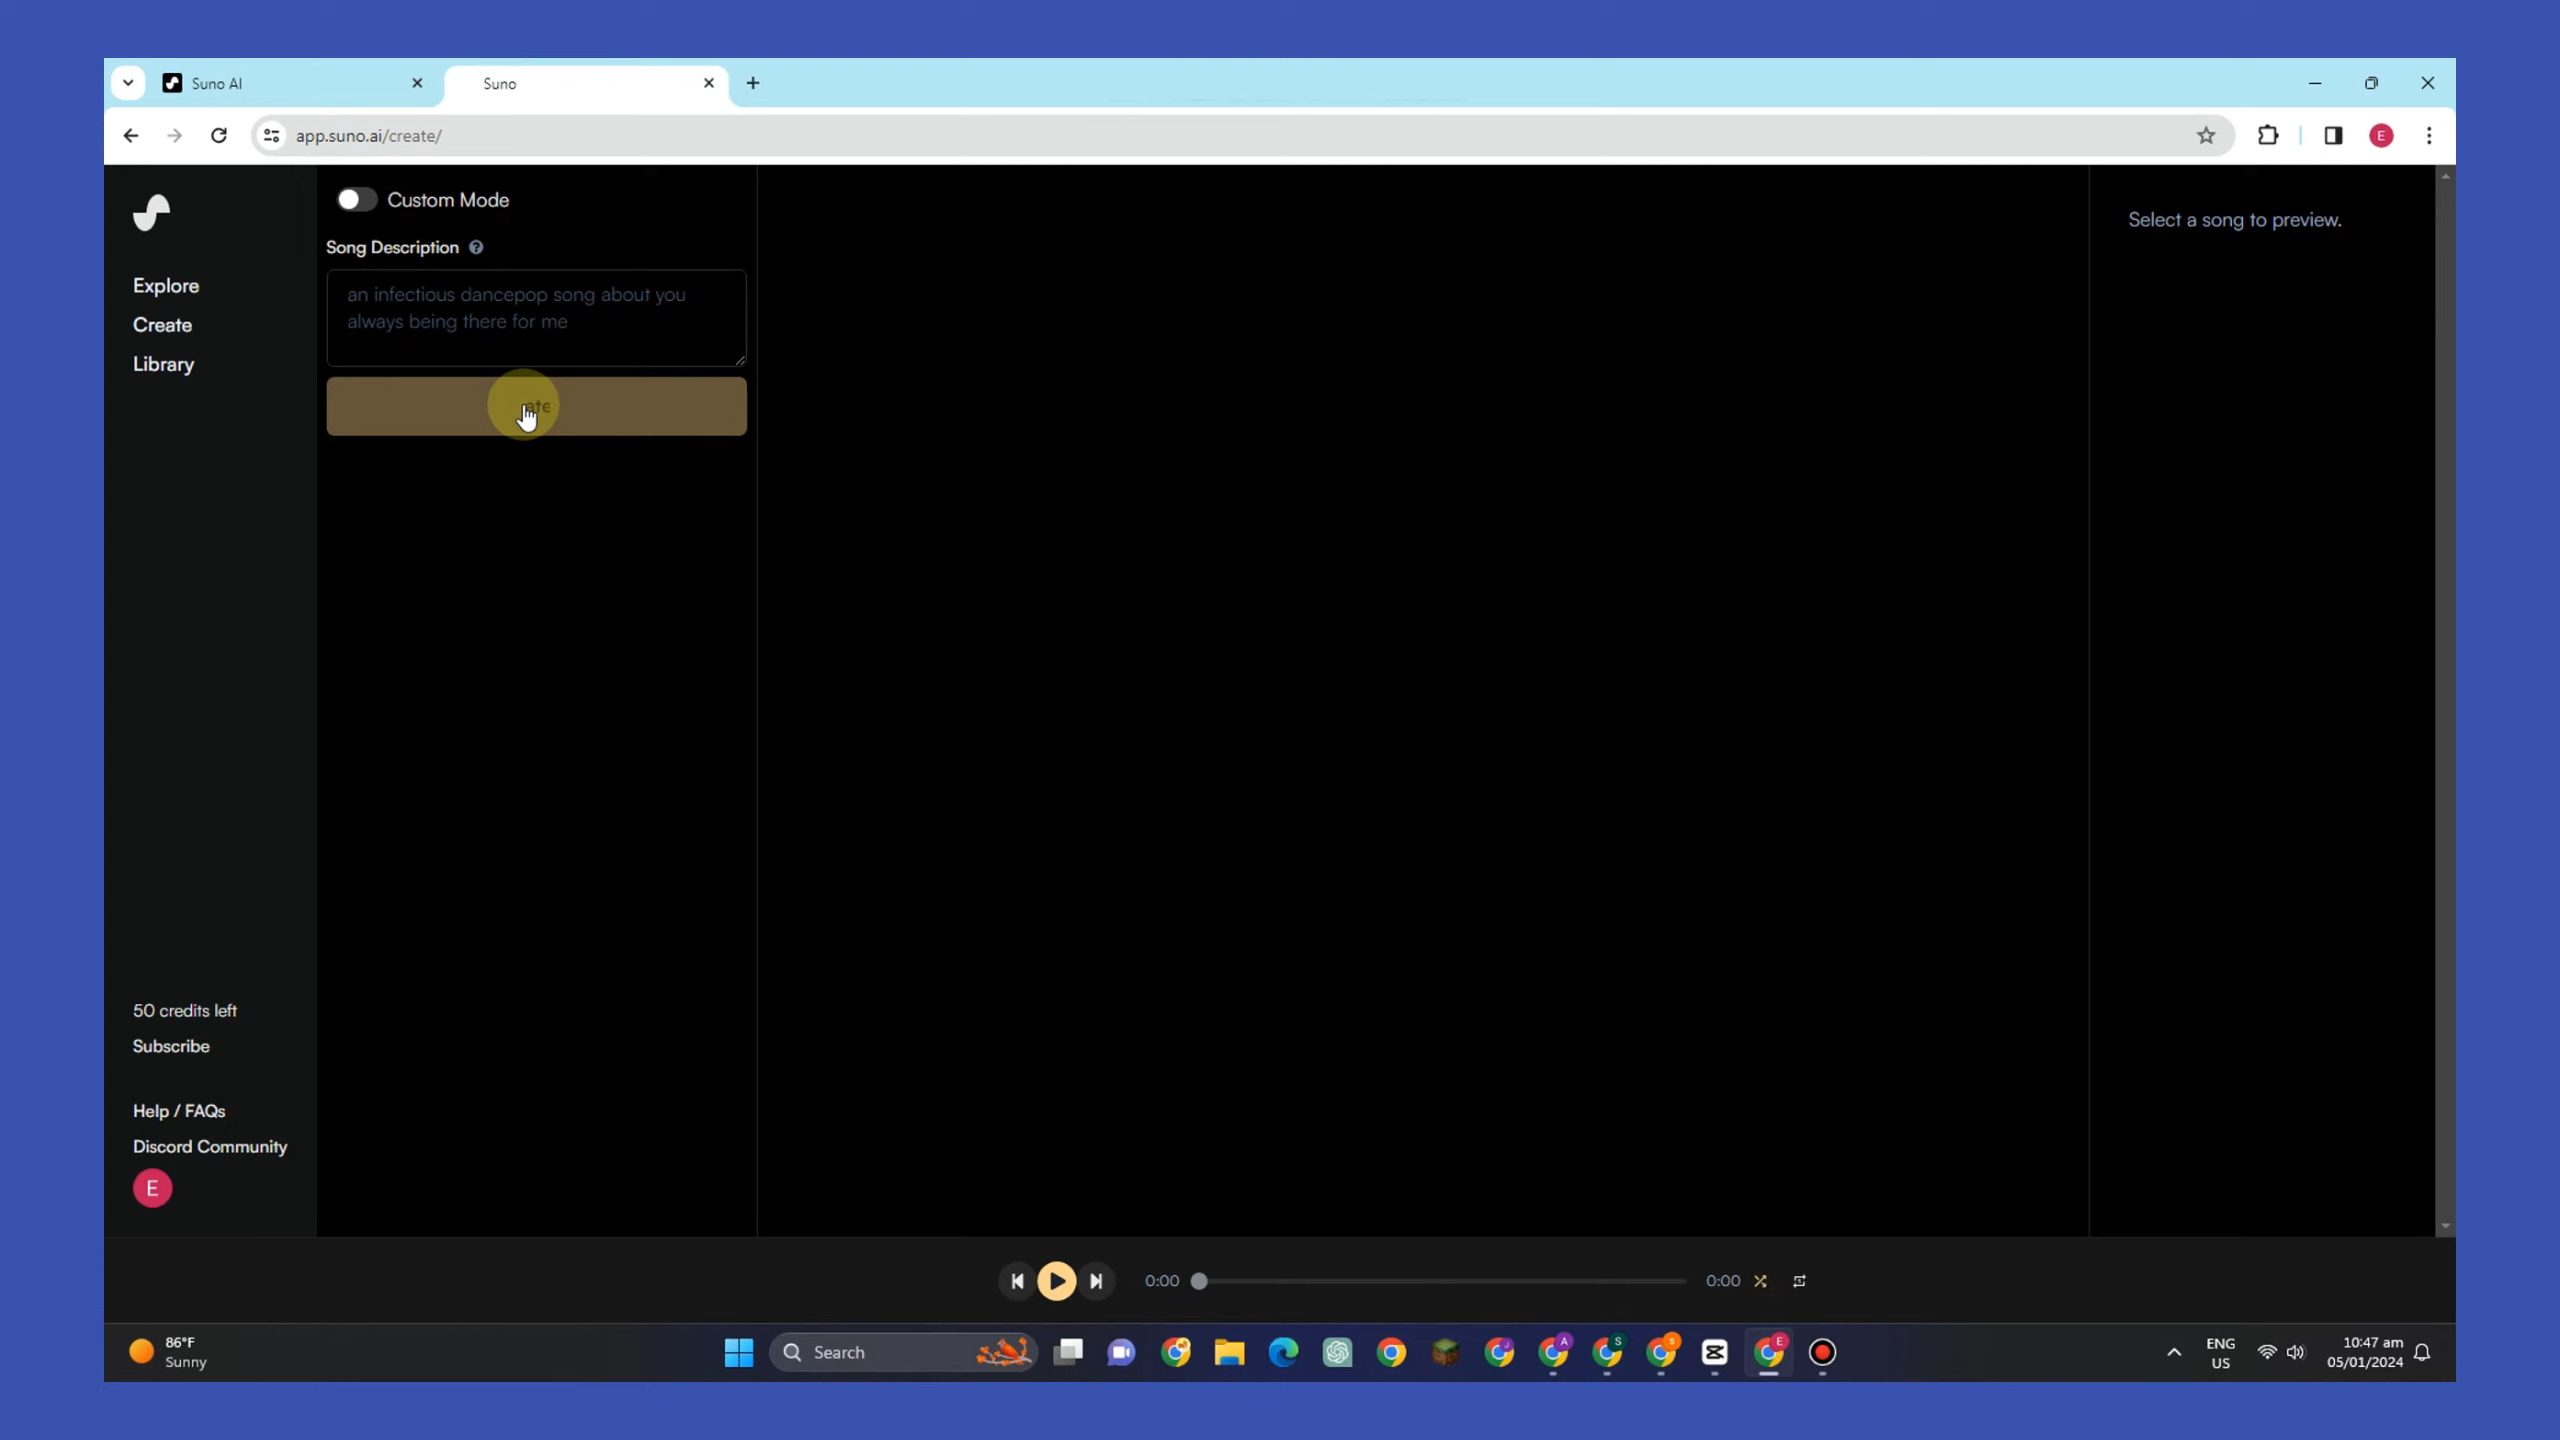 Suno AI
Suno
app.suno.ai/create/
E
Custom Mode
Song Description
an infectious dancepop song about you
always being there for me
Explore
Create
Library
Select a song to preview.
50 credits left
Subscribe
Help / FAQs
Discord Community
E
0:00
0:00
86°F
Sunny
Search
J
A
S
S
E
ENG
US
10:47 am
05/01/2024